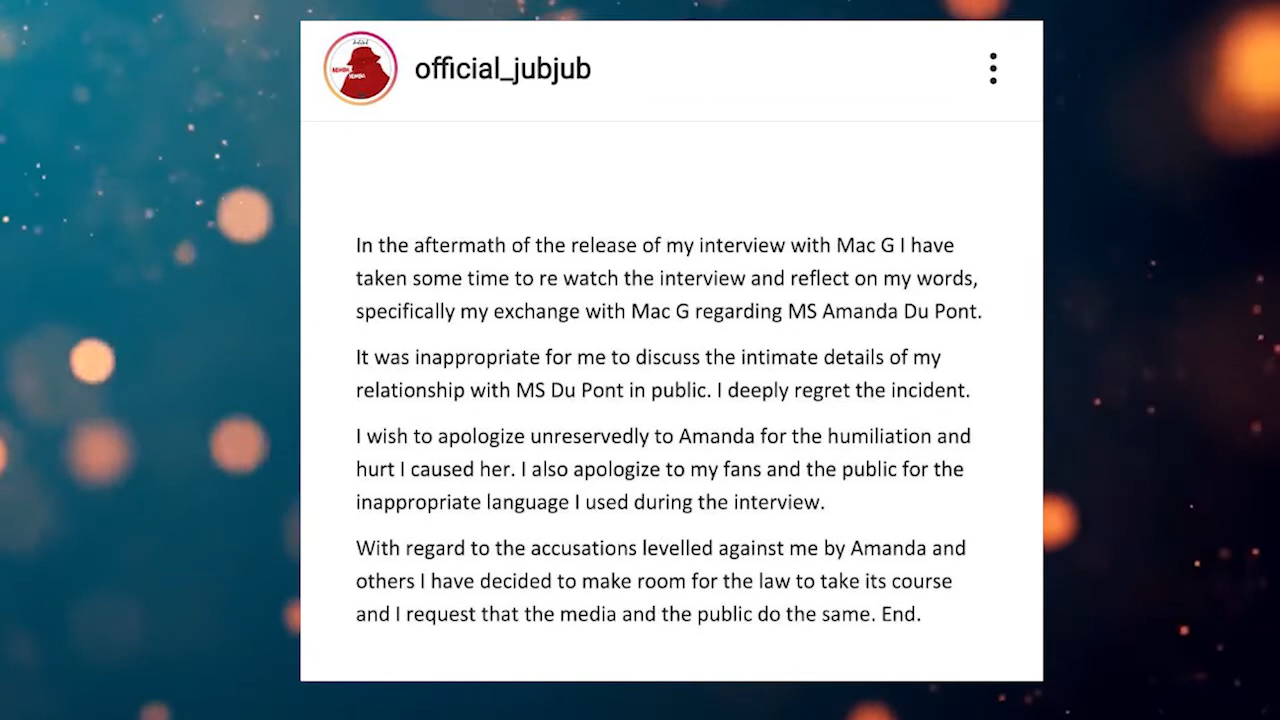 official_jubjub
In the aftermath of the release of my interview with Mac G I have
taken some time to re watch the interview and reflect on my words,
specifically my exchange with Mac G regarding MS Amanda Du Pont.
It was inappropriate for me to discuss the intimate details of my
relationship with MS Du Pont in public. I deeply regret the incident.
I wish to apologize unreservedly to Amanda for the humiliation and
hurt I caused her. I also apologize to my fans and the public for the
inappropriate language I used during the interview.
With regard to the accusations levelled against me by Amanda and
others I have decided to make room for the law to take its course
and I request that the media and the public do the same. End.